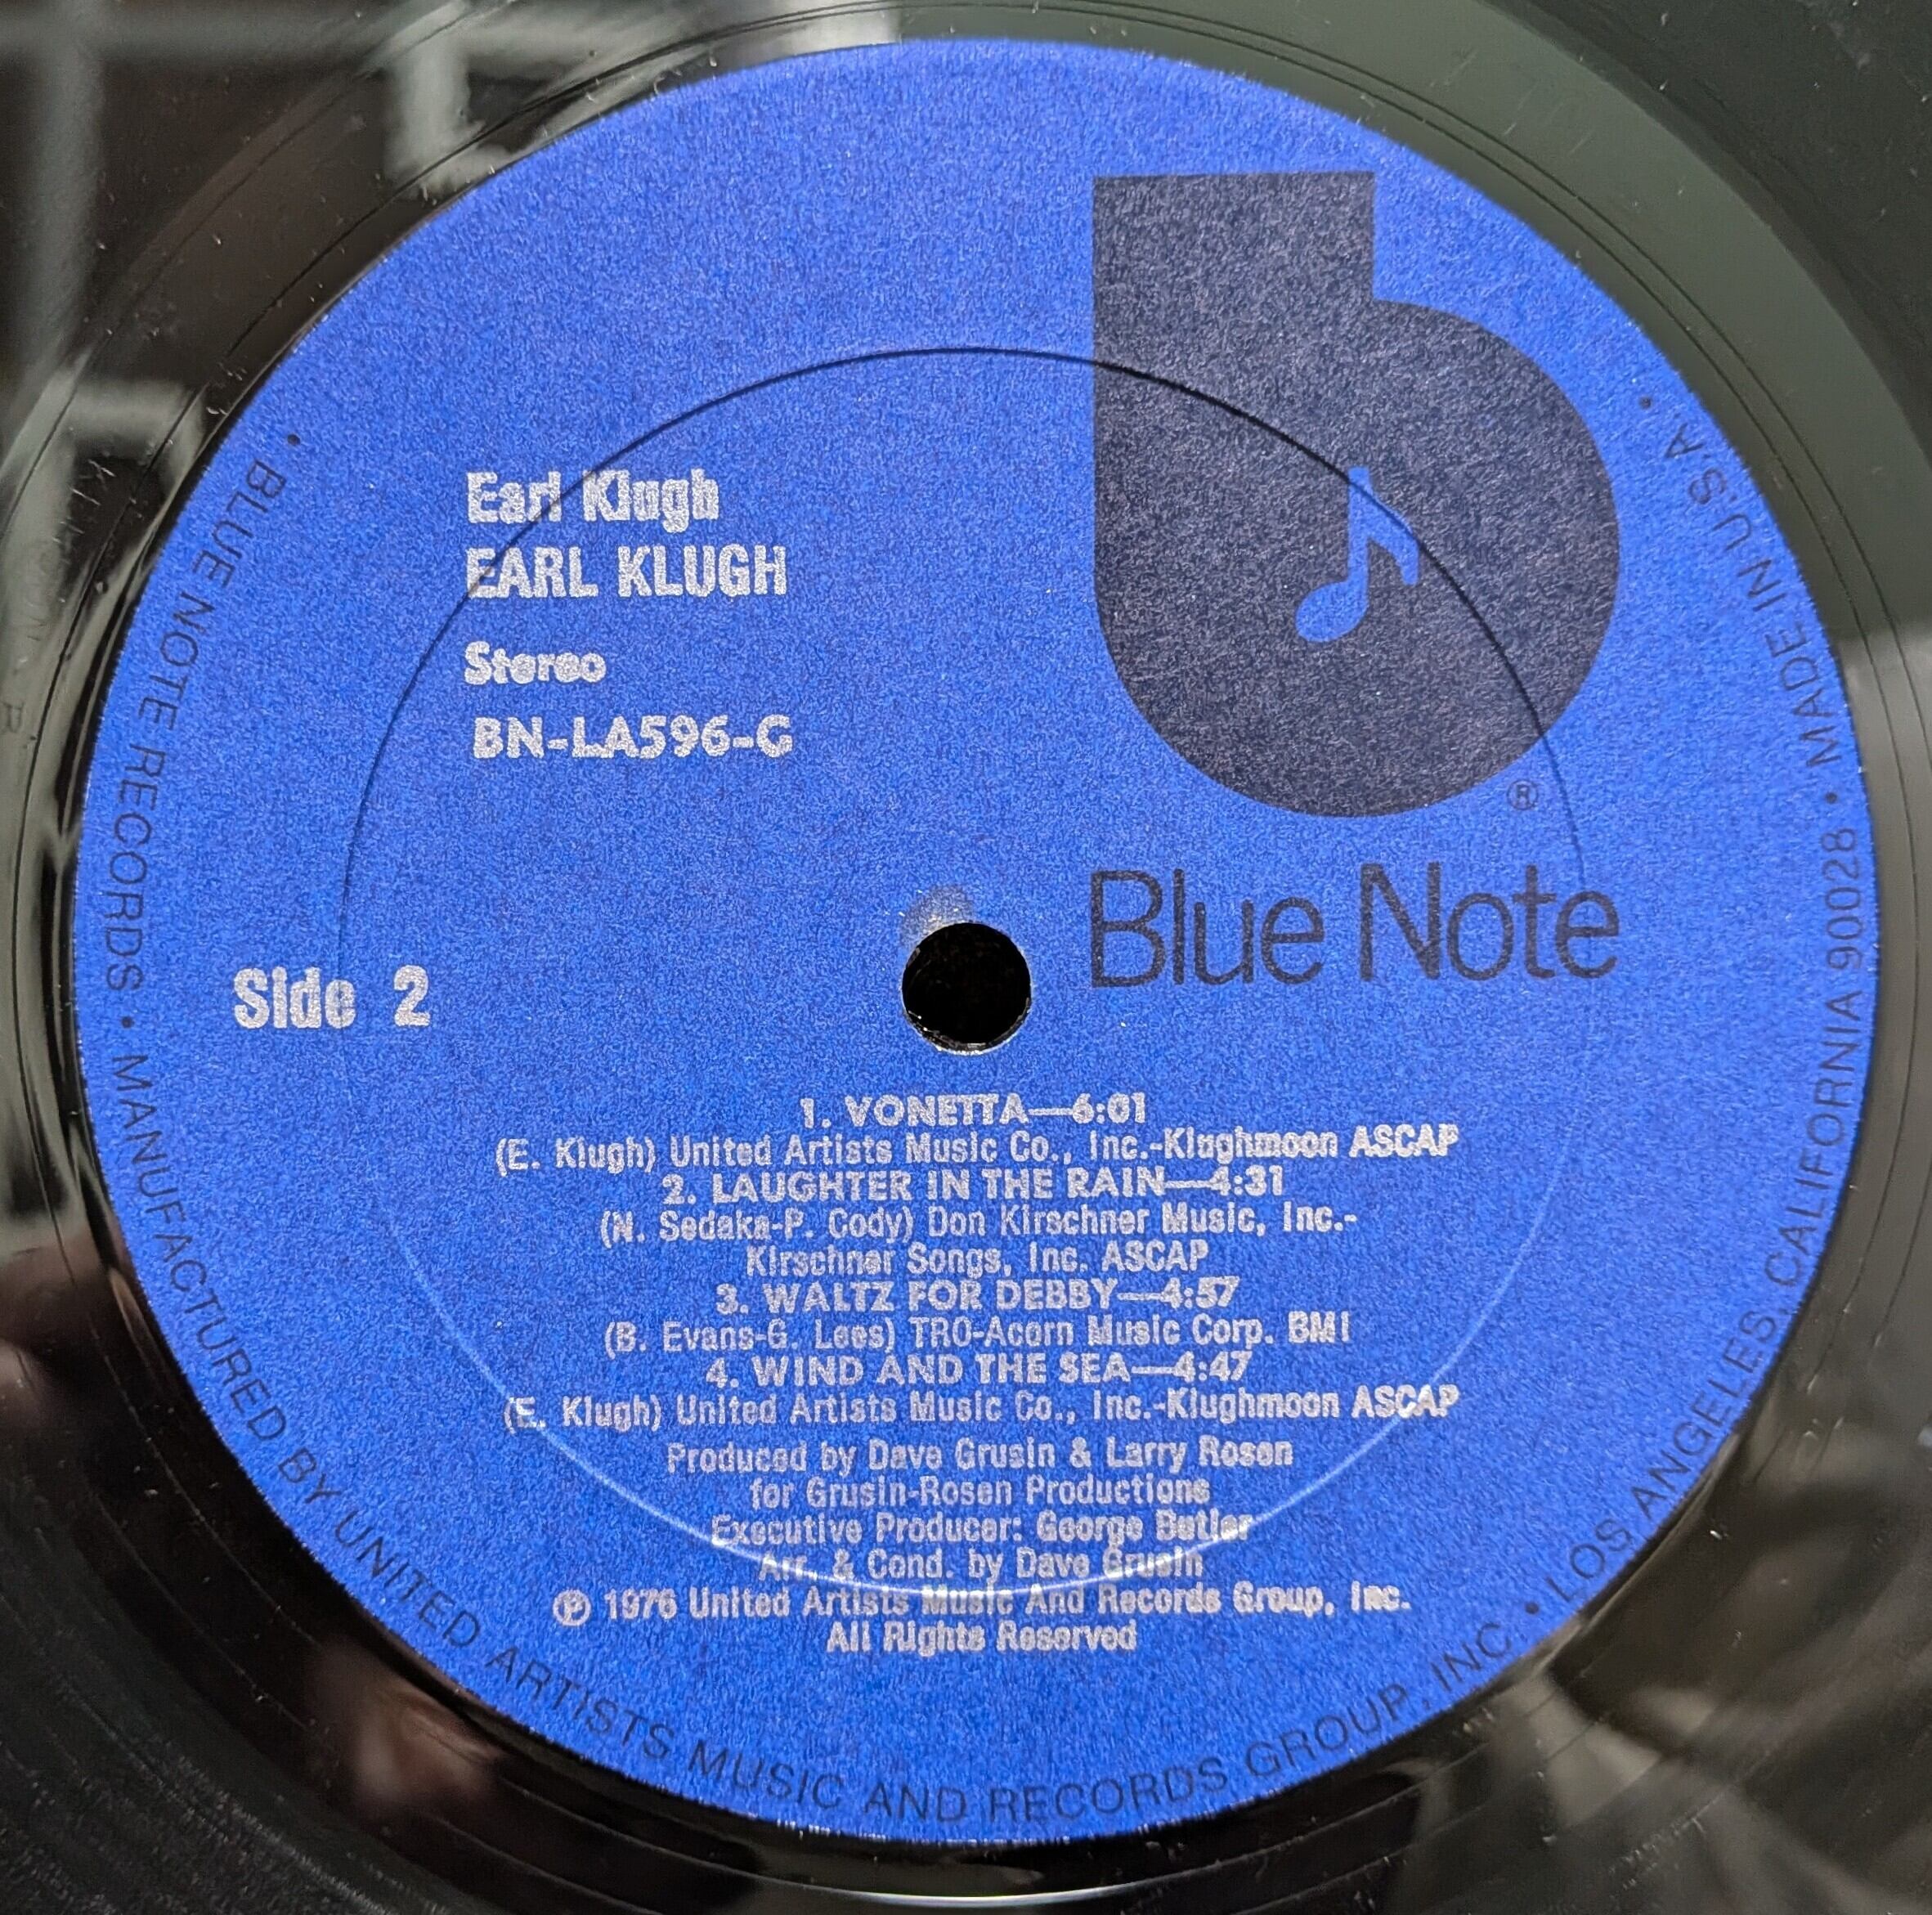 Earl Klugh
EARL KLUGH
Stereo
BN-LA596-G
®
Blue Note
Side 2
1. VONETTA—6:01
(E. Klugh) United Artists Music Co., Inc.-Klughmoon ASCAP
2. LAUGHTER IN THE RAIN—4:31
(N. Sedaka-P. Cody) Don Kirschner Music, Inc.-
Kirschner Songs, Inc. ASCAP
3. WALTZ FOR DEBBY—4:57
(B. Evans-G. Lees) TRO-Acorn Music Corp. BMI
4. WIND AND THE SEA—4:47
(E. Klugh) United Artists Music Co., Inc.-Klughmoon ASCAP
Produced by Dave Grusin & Larry Rosen
for Grusin-Rosen Productions
Executive Producer: George Butler
Arr. & Cond. by Dave Grusin
℗ 1976 United Artists Music And Records Group, Inc.
All Rights Reserved
• BLUE NOTE RECORDS • MANUFACTURED BY UNITED ARTISTS MUSIC AND RECORDS GROUP, INC. • LOS ANGELES, CALIFORNIA 90028 • MADE IN U.S.A. •